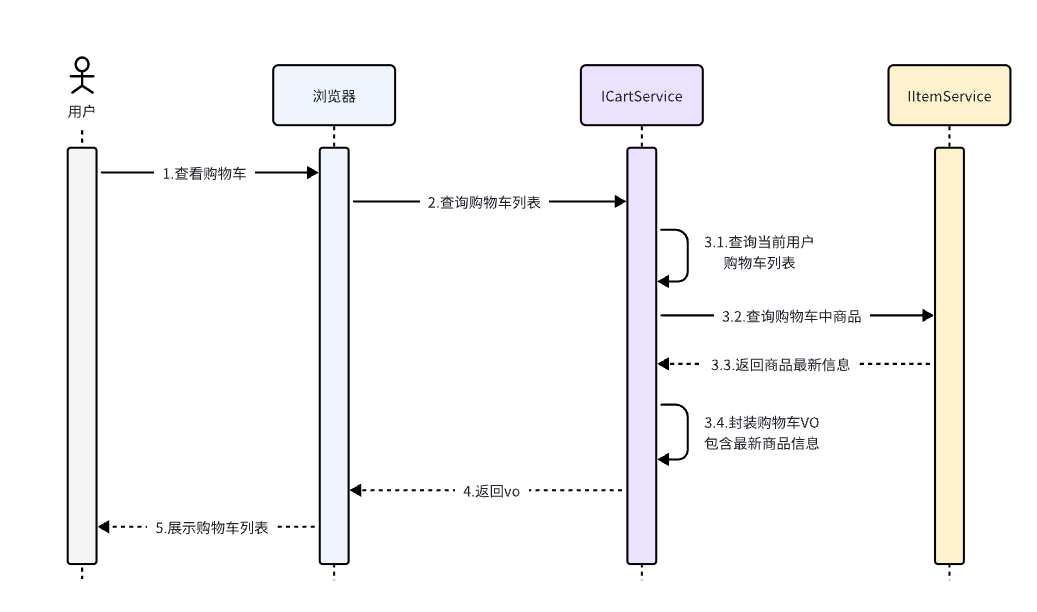 用户
浏览器
ICartService
IItemService
1.查看购物车
2.查询购物车列表
3.1.查询当前用户
购物车列表
3.2.查询购物车中商品
3.3.返回商品最新信息
3.4.封装购物车VO
包含最新商品信息
4.返回vo
5.展示购物车列表